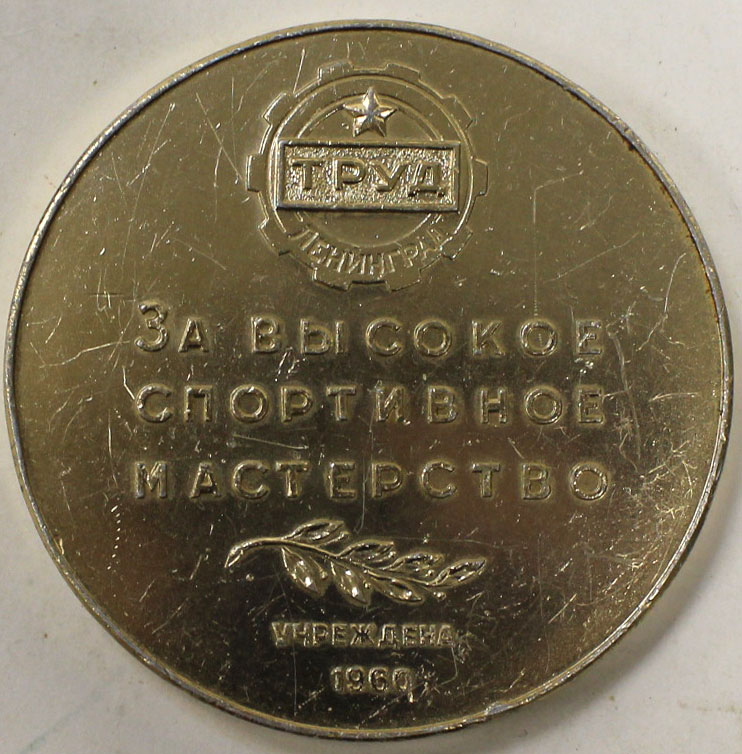 ТРУД
ЛЕНИНГРАД
ЗА ВЫСОКОЕ
СПОРТИВНОЕ
МАСТЕРСТВО
УЧРЕЖДЕНА
1960